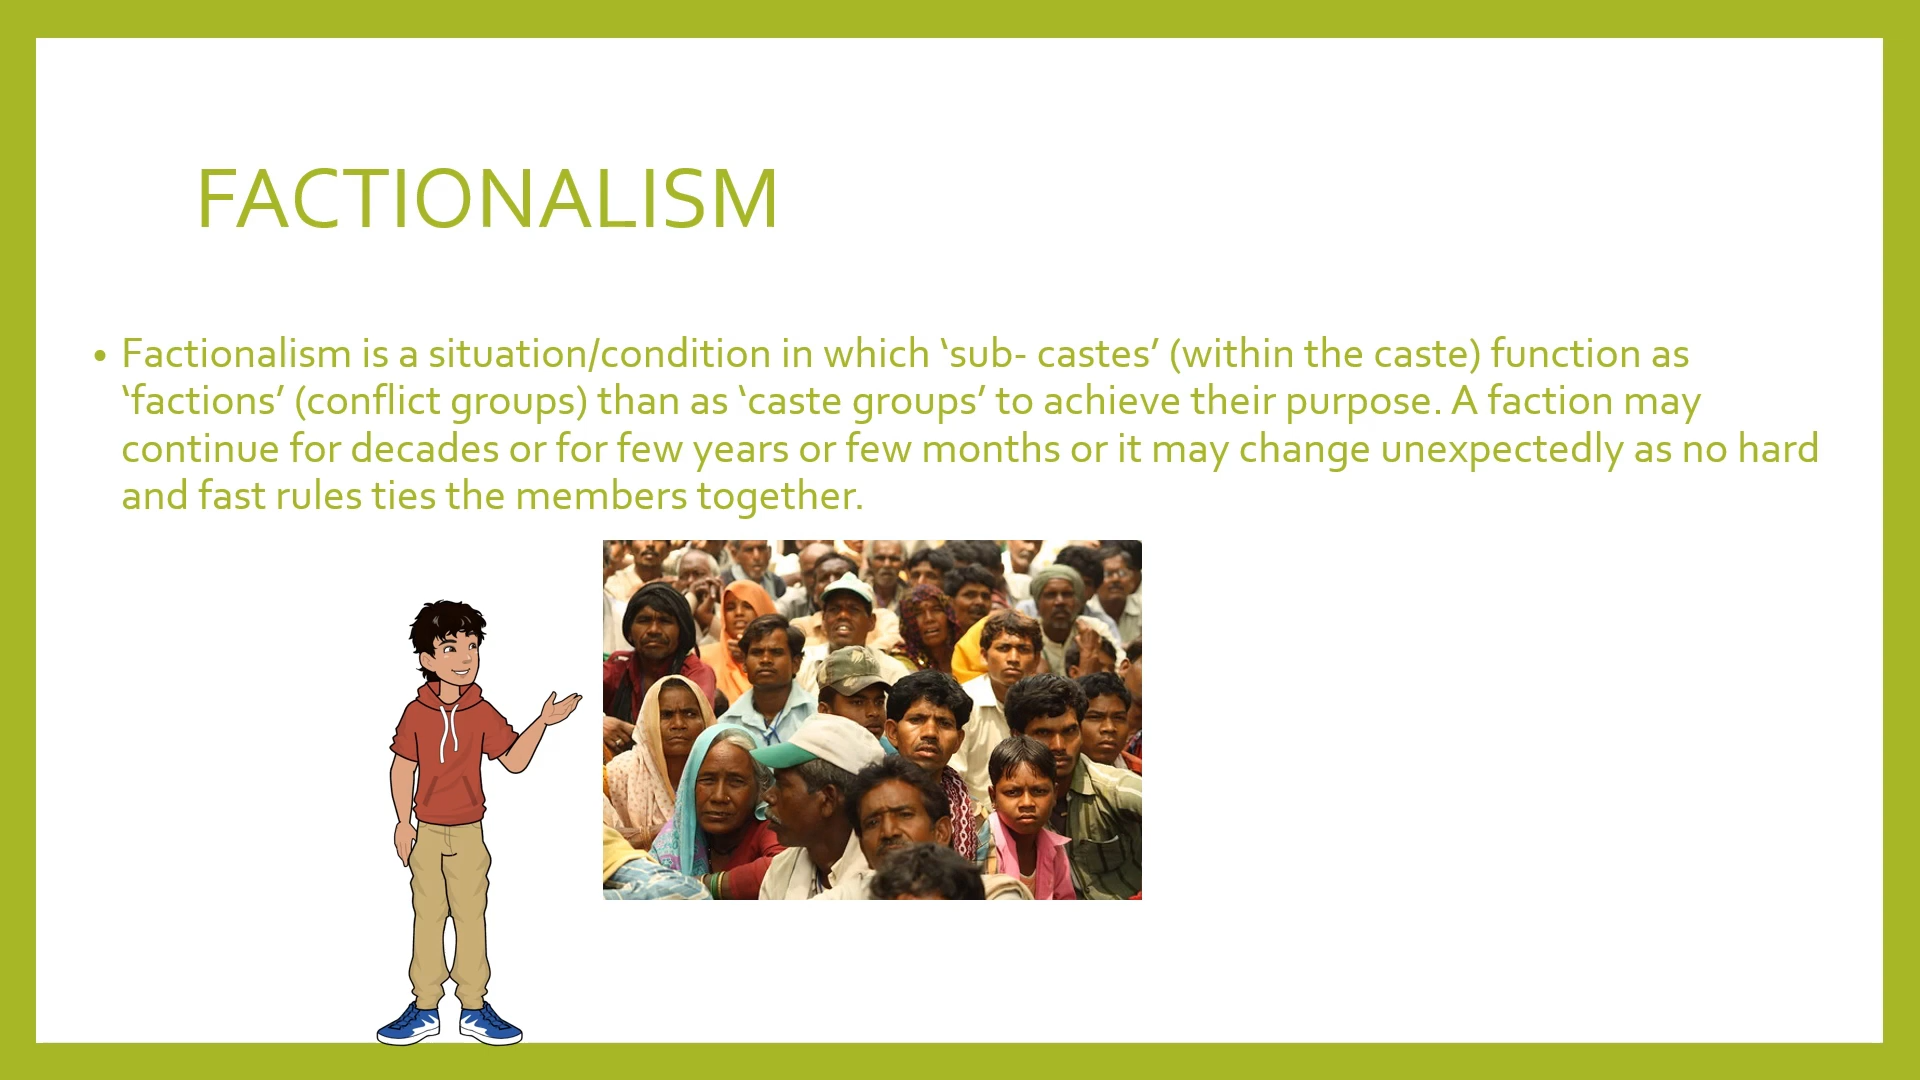 FACTIONALISM
• Factionalism is a situation/condition in which ‘sub- castes’ (within the caste) function as
‘factions’ (conflict groups) than as ‘caste groups’ to achieve their purpose. A faction may
continue for decades or for few years or few months or it may change unexpectedly as no hard
and fast rules ties the members together.